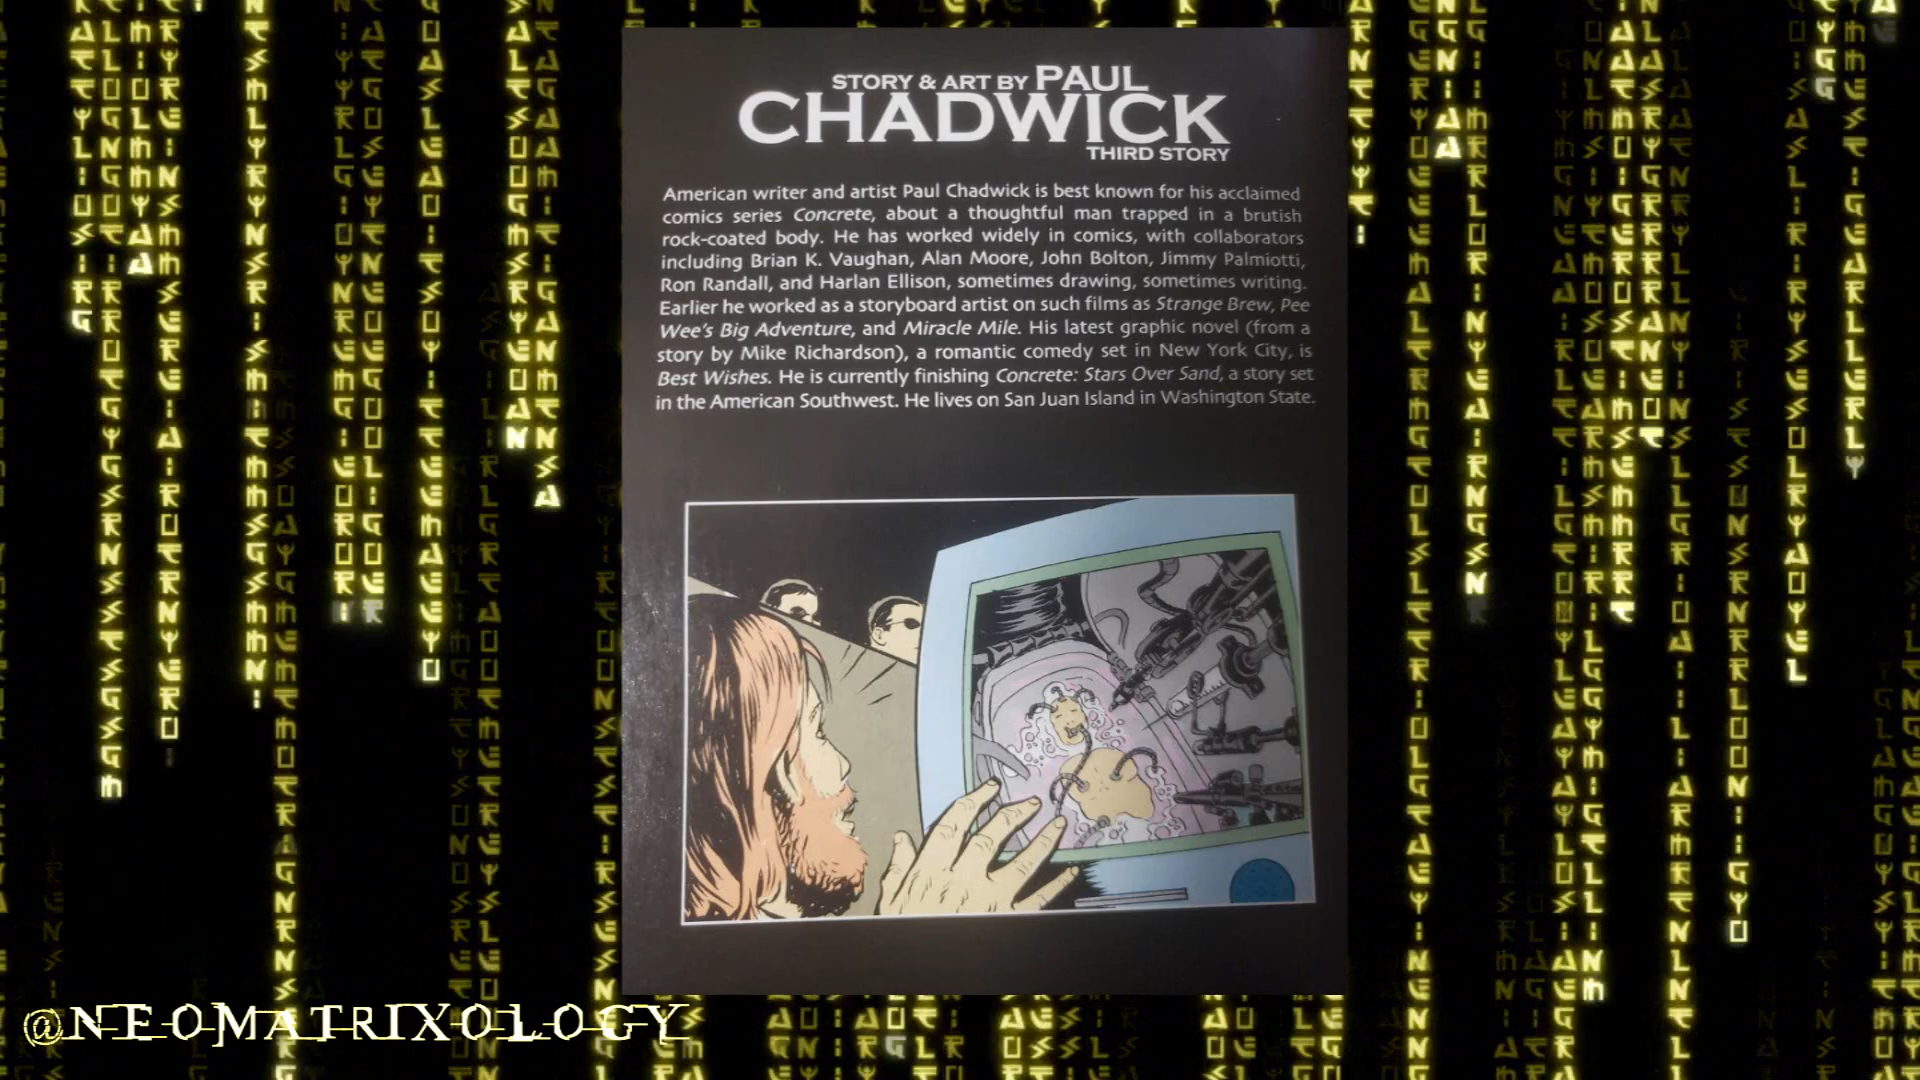 STORY & ART BY PAUL
CHADWICK
THIRD STORY
American writer and artist Paul Chadwick is best known for his acclaimed
comics series Concrete, about a thoughtful man trapped in a brutish
rock-coated body. He has worked widely in comics, with collaborators
including Brian K. Vaughan, Alan Moore, John Bolton, Jimmy Palmiotti,
Ron Randall, and Harlan Ellison, sometimes drawing, sometimes writing.
Earlier he worked as a storyboard artist on such films as Strange Brew, Pee
Wee's Big Adventure, and Miracle Mile. His latest graphic novel (from a
story by Mike Richardson), a romantic comedy set in New York City, is
Best Wishes. He is currently finishing Concrete: Stars Over Sand, a story set
in the American Southwest. He lives on San Juan Island in Washington State.
@NEOMATRIXOLOGY